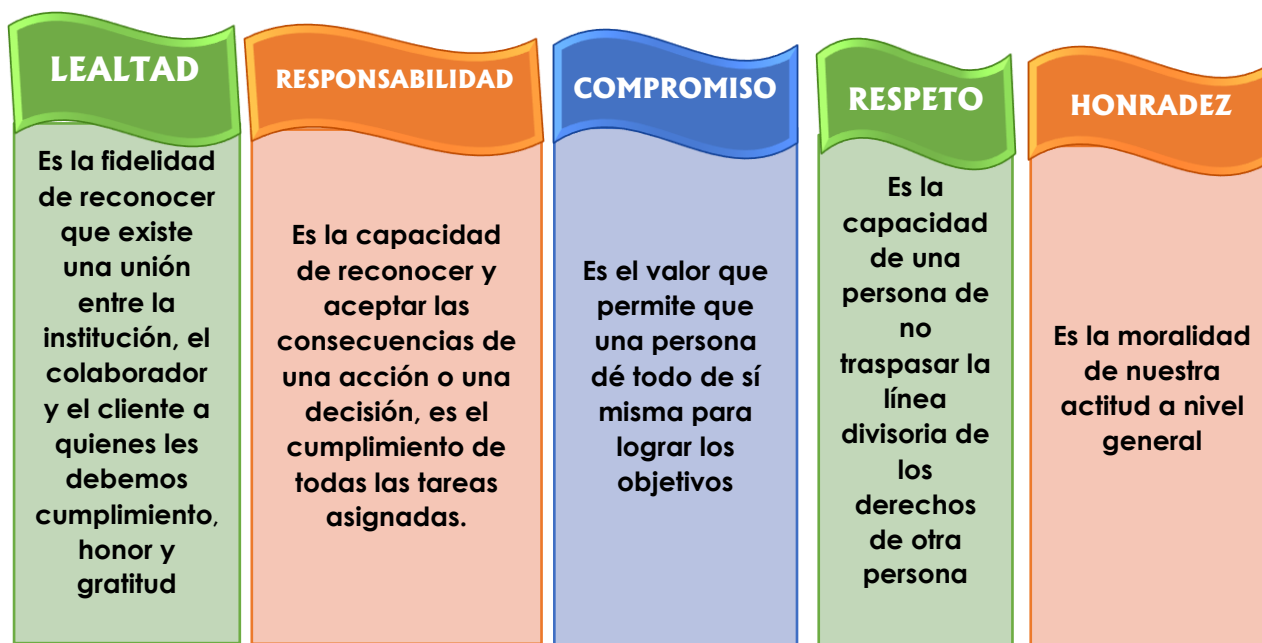 LEALTAD
Es la fidelidad
de reconocer
que existe
una unión
entre la
institución, el
colaborador
y el cliente a
quienes les
debemos
cumplimiento,
honor y
gratitud
RESPONSABILIDAD
Es la capacidad
de reconocer y
aceptar las
consecuencias de
una acción o una
decisión, es el
cumplimiento de
todas las tareas
asignadas.
COMPROMISO
Es el valor que
permite que
una persona
dé todo de sí
misma para
lograr los
objetivos
RESPETO
Es la
capacidad
de una
persona de
no
traspasar la
línea
divisoria de
los
derechos
de otra
persona
HONRADEZ
Es la moralidad
de nuestra
actitud a nivel
general